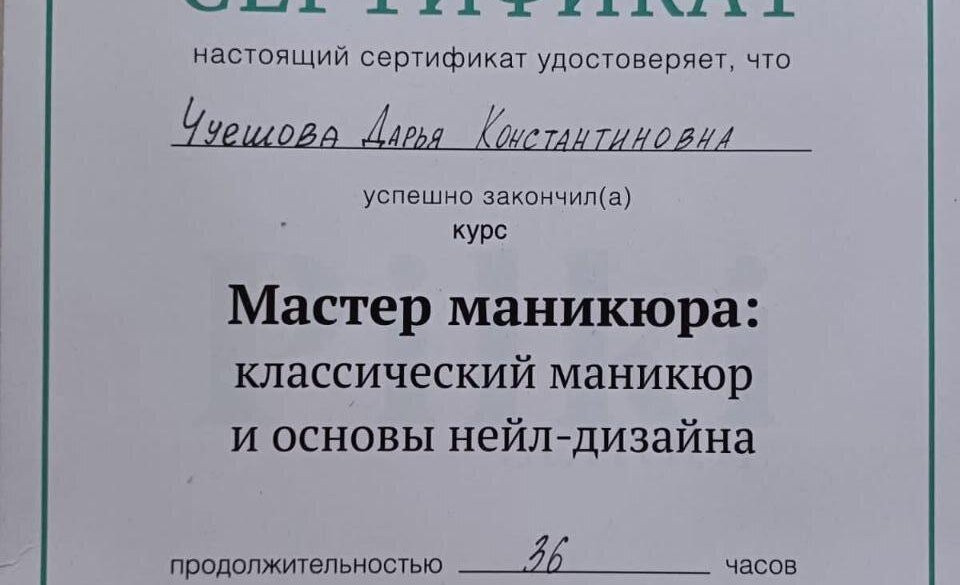 СЕРТИФИКАТ
настоящий сертификат удостоверяет, что
Чуешова Дарья Константиновна
успешно закончил(а)
курс
Мастер маникюра:
классический маникюр
и основы нейл-дизайна
продолжительностью 36 часов